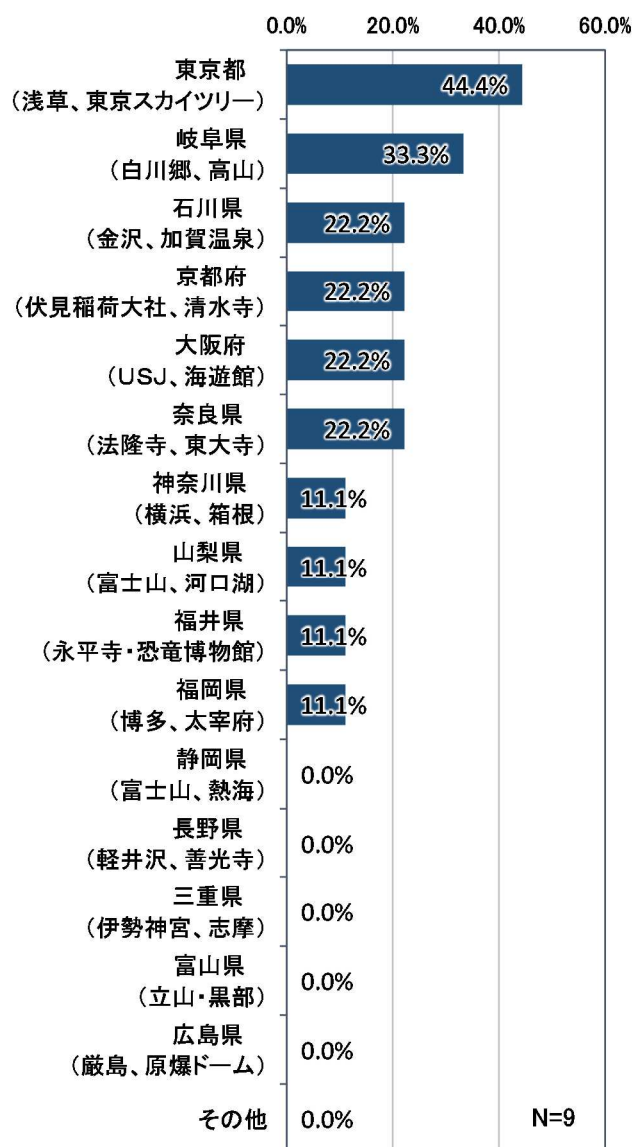 0.0% 20.0% 40.0% 60.0%
東京都
（浅草、東京スカイツリー）
44.4%
岐阜県
（白川郷、高山）
33.3%
石川県
（金沢、加賀温泉）
22.2%
京都府
（伏見稲荷大社、清水寺）
22.2%
大阪府
（USJ、海遊館）
22.2%
奈良県
（法隆寺、東大寺）
22.2%
神奈川県
（横浜、箱根）
11.1%
山梨県
（富士山、河口湖）
11.1%
福井県
（永平寺・恐竜博物館）
11.1%
福岡県
（博多、太宰府）
11.1%
静岡県
（富士山、熱海）
0.0%
長野県
（軽井沢、善光寺）
0.0%
三重県
（伊勢神宮、志摩）
0.0%
富山県
（立山・黒部）
0.0%
広島県
（厳島、原爆ドーム）
0.0%
その他 0.0% N=9